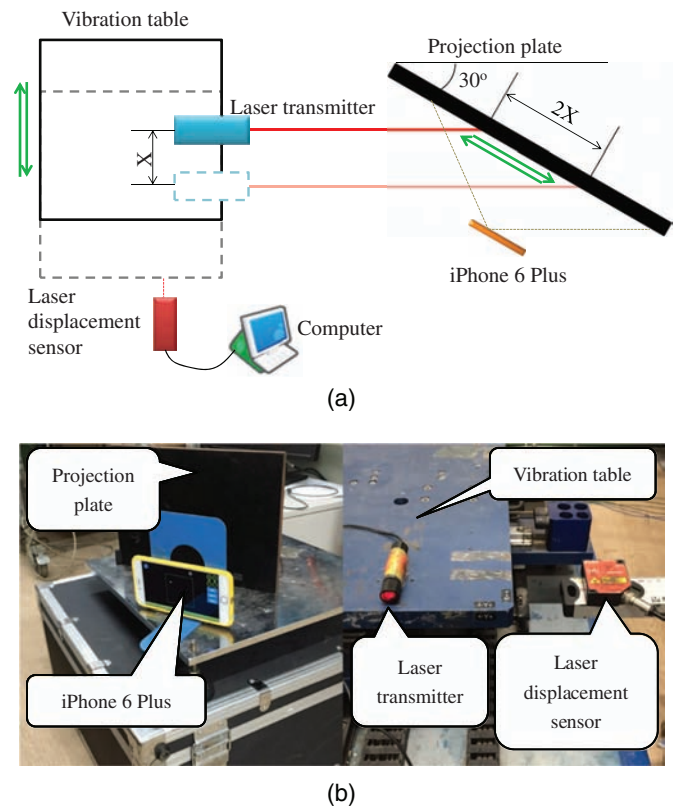 Vibration table
Projection plate
30°
2X
Laser transmitter
X
iPhone 6 Plus
Laser
displacement
sensor
Computer
(a)
Projection
plate
Vibration table
iPhone 6 Plus
Laser
transmitter
Laser
displacement
sensor
(b)